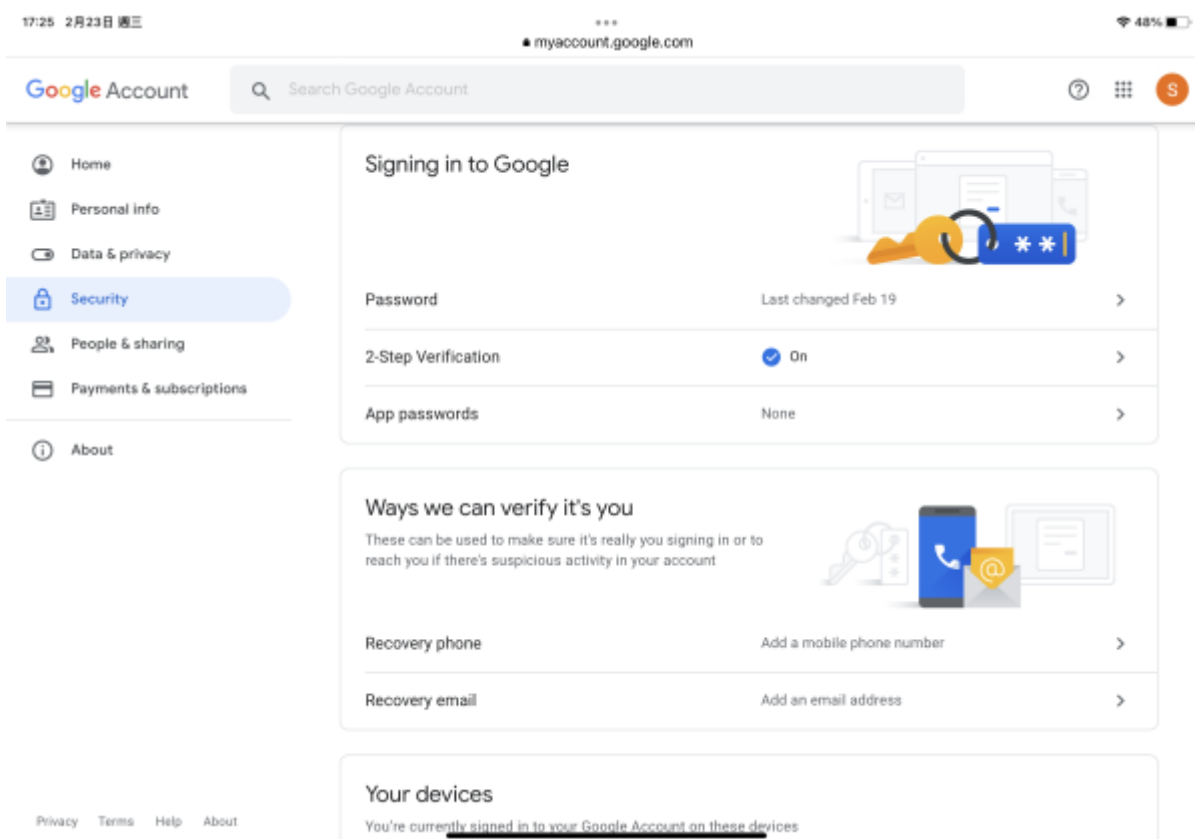 17:25 2月23日 週三
48%
myaccount.google.com
Google Account
Search Google Account
S
Home
Personal info
Data & privacy
Security
People & sharing
Payments & subscriptions
About
Signing in to Google
**
Password Last changed Feb 19
2-Step Verification On
App passwords None
Ways we can verify it's you
These can be used to make sure it's really you signing in or to
reach you if there's suspicious activity in your account
@
Recovery phone Add a mobile phone number
Recovery email Add an email address
Your devices
You're currently signed in to your Google Account on these devices
Privacy Terms Help About